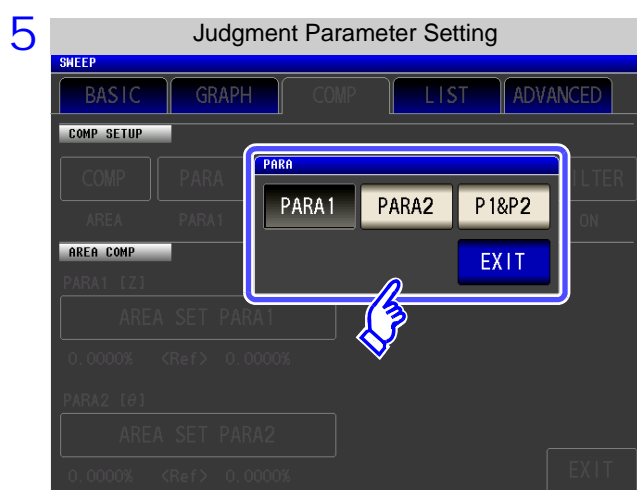 5
Judgment Parameter Setting
SWEEP
BASIC GRAPH COMP LIST ADVANCED
COMP SETUP
COMP PARA ILTER
AREA PARA1 ON
PARA
PARA1 PARA2 P1&P2
EXIT
AREA COMP
PARA1 [Z]
AREA SET PARA1
0.0000% <Ref> 0.0000%
PARA2 [θ]
AREA SET PARA2
0.0000% <Ref> 0.0000%
EXIT